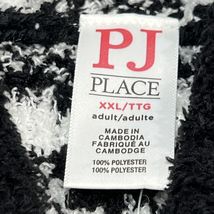 PJ
PLACE
XXL/TTG
adult/adulte
MADE IN
CAMBODIA
FABRIQUÉ AU
CAMBODGE
100% POLYESTER
100% POLYESTER